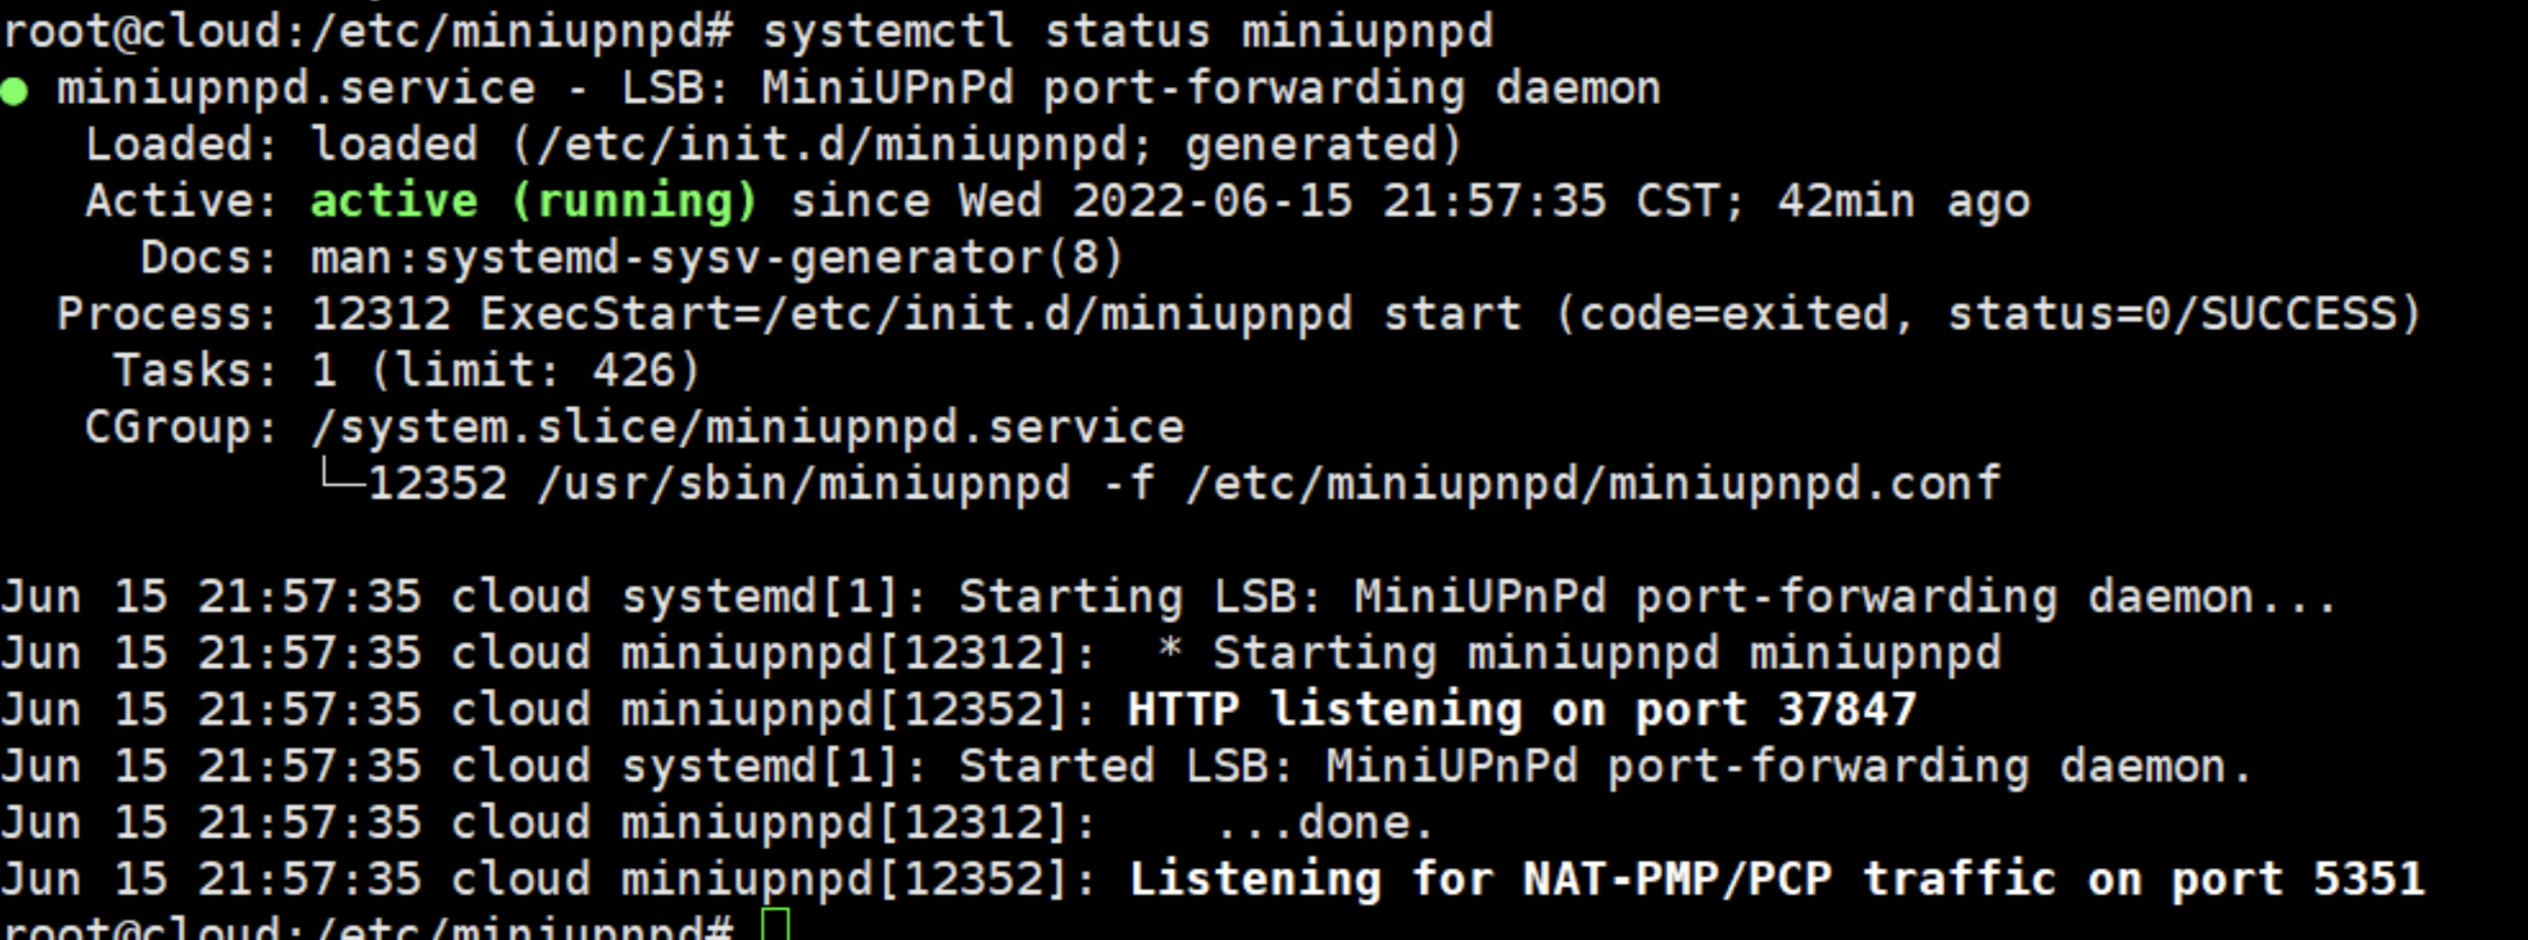 root@cloud:/etc/miniupnpd# systemctl status miniupnpd
● miniupnpd.service - LSB: MiniUPnPd port-forwarding daemon
   Loaded: loaded (/etc/init.d/miniupnpd; generated)
   Active: active (running) since Wed 2022-06-15 21:57:35 CST; 42min ago
     Docs: man:systemd-sysv-generator(8)
  Process: 12312 ExecStart=/etc/init.d/miniupnpd start (code=exited, status=0/SUCCESS)
    Tasks: 1 (limit: 426)
   CGroup: /system.slice/miniupnpd.service
           └─12352 /usr/sbin/miniupnpd -f /etc/miniupnpd/miniupnpd.conf

Jun 15 21:57:35 cloud systemd[1]: Starting LSB: MiniUPnPd port-forwarding daemon...
Jun 15 21:57:35 cloud miniupnpd[12312]:  * Starting miniupnpd miniupnpd
Jun 15 21:57:35 cloud miniupnpd[12352]: HTTP listening on port 37847
Jun 15 21:57:35 cloud systemd[1]: Started LSB: MiniUPnPd port-forwarding daemon.
Jun 15 21:57:35 cloud miniupnpd[12312]:    ...done.
Jun 15 21:57:35 cloud miniupnpd[12352]: Listening for NAT-PMP/PCP traffic on port 5351
root@cloud:/etc/miniupnpd#